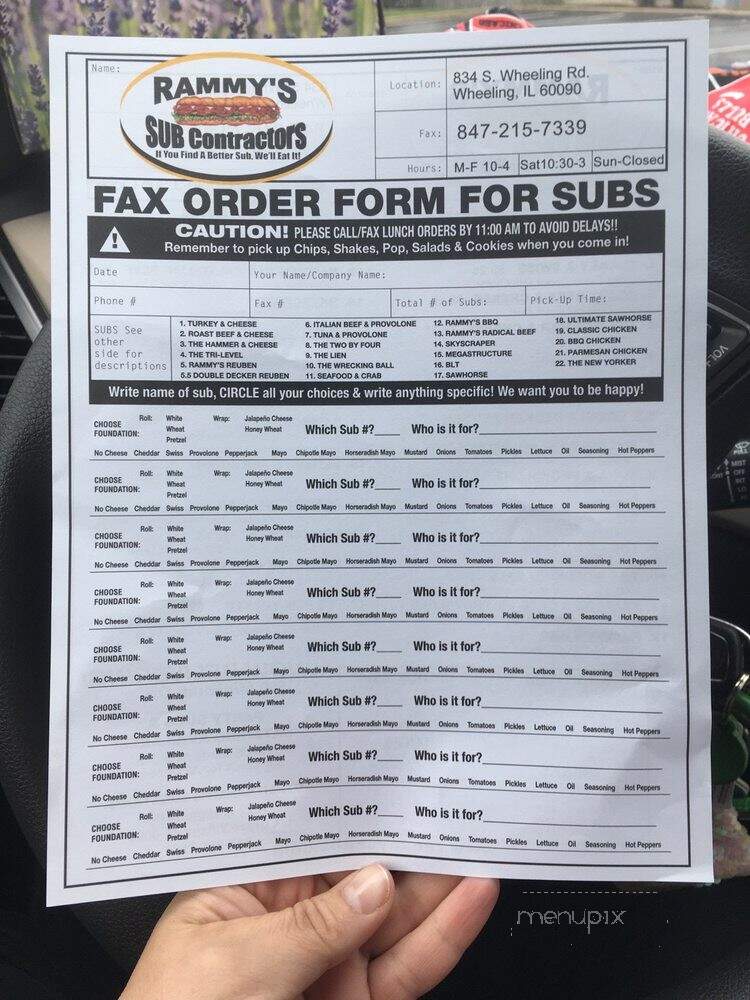 Name:
RAMMY'S
SUB Contractors
If You Find A Better Sub, We'll Eat It!
Location: 834 S. Wheeling Rd.
Wheeling, IL 60090
Fax: 847-215-7339
Hours: M-F 10-4 Sat10:30-3 Sun-Closed
FAX ORDER FORM FOR SUBS
CAUTION! PLEASE CALL/FAX LUNCH ORDERS BY 11:00 AM TO AVOID DELAYS!!
Remember to pick up Chips, Shakes, Pop, Salads & Cookies when you come in!
Date Your Name/Company Name:
Phone # Fax # Total # of Subs: Pick-Up Time:
SUBS See
other
side for
descriptions
1. TURKEY & CHEESE
2. ROAST BEEF & CHEESE
3. THE HAMMER & CHEESE
4. THE TRI-LEVEL
5. RAMMY'S REUBEN
5.5 DOUBLE DECKER REUBEN
6. ITALIAN BEEF & PROVOLONE
7. TUNA & PROVOLONE
8. THE TWO BY FOUR
9. THE LIEN
10. THE WRECKING BALL
11. SEAFOOD & CRAB
12. RAMMY'S BBQ
13. RAMMY'S RADICAL BEEF
14. SKYSCRAPER
15. MEGASTRUCTURE
16. BLT
17. SAWHORSE
18. ULTIMATE SAWHORSE
19. CLASSIC CHICKEN
20. BBQ CHICKEN
21. PARMESAN CHICKEN
22. THE NEW YORKER
Write name of sub, CIRCLE all your choices & write anything specific! We want you to be happy!
CHOOSE
FOUNDATION:
Roll: White
Wheat
Pretzel
Wrap: Jalapeño Cheese
Honey Wheat
Which Sub #?____ Who is it for?____
No Cheese Cheddar Swiss Provolone Pepperjack Mayo Chipotle Mayo Horseradish Mayo Mustard Onions Tomatoes Pickles Lettuce Oil Seasoning Hot Peppers
CHOOSE
FOUNDATION:
Roll: White
Wheat
Pretzel
Wrap: Jalapeño Cheese
Honey Wheat
Which Sub #?____ Who is it for?____
No Cheese Cheddar Swiss Provolone Pepperjack Mayo Chipotle Mayo Horseradish Mayo Mustard Onions Tomatoes Pickles Lettuce Oil Seasoning Hot Peppers
CHOOSE
FOUNDATION:
Roll: White
Wheat
Pretzel
Wrap: Jalapeño Cheese
Honey Wheat
Which Sub #?____ Who is it for?____
No Cheese Cheddar Swiss Provolone Pepperjack Mayo Chipotle Mayo Horseradish Mayo Mustard Onions Tomatoes Pickles Lettuce Oil Seasoning Hot Peppers
CHOOSE
FOUNDATION:
Roll: White
Wheat
Pretzel
Wrap: Jalapeño Cheese
Honey Wheat
Which Sub #?____ Who is it for?____
No Cheese Cheddar Swiss Provolone Pepperjack Mayo Chipotle Mayo Horseradish Mayo Mustard Onions Tomatoes Pickles Lettuce Oil Seasoning Hot Peppers
CHOOSE
FOUNDATION:
Roll: White
Wheat
Pretzel
Wrap: Jalapeño Cheese
Honey Wheat
Which Sub #?____ Who is it for?____
No Cheese Cheddar Swiss Provolone Pepperjack Mayo Chipotle Mayo Horseradish Mayo Mustard Onions Tomatoes Pickles Lettuce Oil Seasoning Hot Peppers
CHOOSE
FOUNDATION:
Roll: White
Wheat
Pretzel
Wrap: Jalapeño Cheese
Honey Wheat
Which Sub #?____ Who is it for?____
No Cheese Cheddar Swiss Provolone Pepperjack Mayo Chipotle Mayo Horseradish Mayo Mustard Onions Tomatoes Pickles Lettuce Oil Seasoning Hot Peppers
CHOOSE
FOUNDATION:
Roll: White
Wheat
Pretzel
Wrap: Jalapeño Cheese
Honey Wheat
Which Sub #?____ Who is it for?____
No Cheese Cheddar Swiss Provolone Pepperjack Mayo Chipotle Mayo Horseradish Mayo Mustard Onions Tomatoes Pickles Lettuce Oil Seasoning Hot Peppers
CHOOSE
FOUNDATION:
Roll: White
Wheat
Pretzel
Wrap: Jalapeño Cheese
Honey Wheat
Which Sub #?____ Who is it for?____
No Cheese Cheddar Swiss Provolone Pepperjack Mayo Chipotle Mayo Horseradish Mayo Mustard Onions Tomatoes Pickles Lettuce Oil Seasoning Hot Peppers
VOL
MIST
OFF
INT
LO
menupix